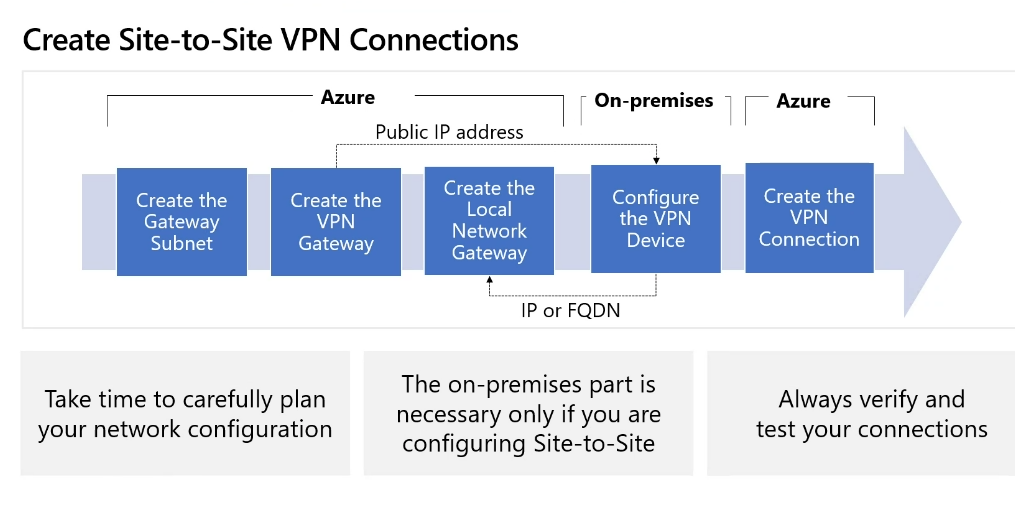 Create Site-to-Site VPN Connections
Azure
On-premises
Azure
Public IP address
Create the
Gateway
Subnet
Create the
VPN
Gateway
Create the
Local
Network
Gateway
Configure
the VPN
Device
Create the
VPN
Connection
IP or FQDN
Take time to carefully plan
your network configuration
The on-premises part is
necessary only if you are
configuring Site-to-Site
Always verify and
test your connections